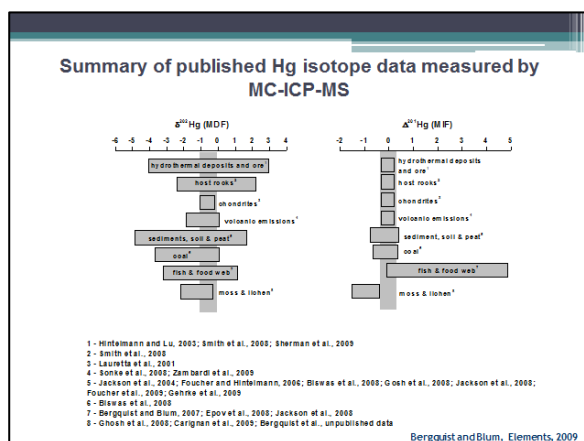 Summary of published Hg isotope data measured by
MC-ICP-MS
δ²⁰²Hg (MDF)
-6 -5 -4 -3 -2 -1 0 1 2 3 4
hydrothermal deposits and ore¹
host rocks²
chondrites³
volcanic emissions⁴
sediments, soil & peat⁵
coal⁶
fish & food web⁷
moss & lichen⁸
Δ²⁰¹Hg (MIF)
-2 -1 0 1 2 3 4 5
hydrothermal deposits
and ore¹
host rocks²
chondrites³
volcanic emissions⁴
sediment, soil & peat⁵
coal⁶
fish & food web⁷
moss & lichen⁸
1 - Hintelmann and Lu, 2003; Smith et al., 2008; Sherman et al., 2009
2 - Smith et al., 2008
3 - Lauretta et al., 2001
4 - Sonke et al., 2008; Zambardi et al., 2009
5 - Jackson et al., 2004; Foucher and Hintelmann, 2006; Biswas et al., 2008; Gosh et al., 2008; Jackson et al., 2008;
Foucher et al., 2009; Gehrke et al., 2009
6 - Biswas et al., 2008
7 - Bergquist and Blum, 2007; Epov et al., 2008; Jackson et al., 2008
8 - Ghosh et al., 2008; Carignan et al., 2009; Bergquist et al., unpublished data
Bergquist and Blum, Elements, 2009